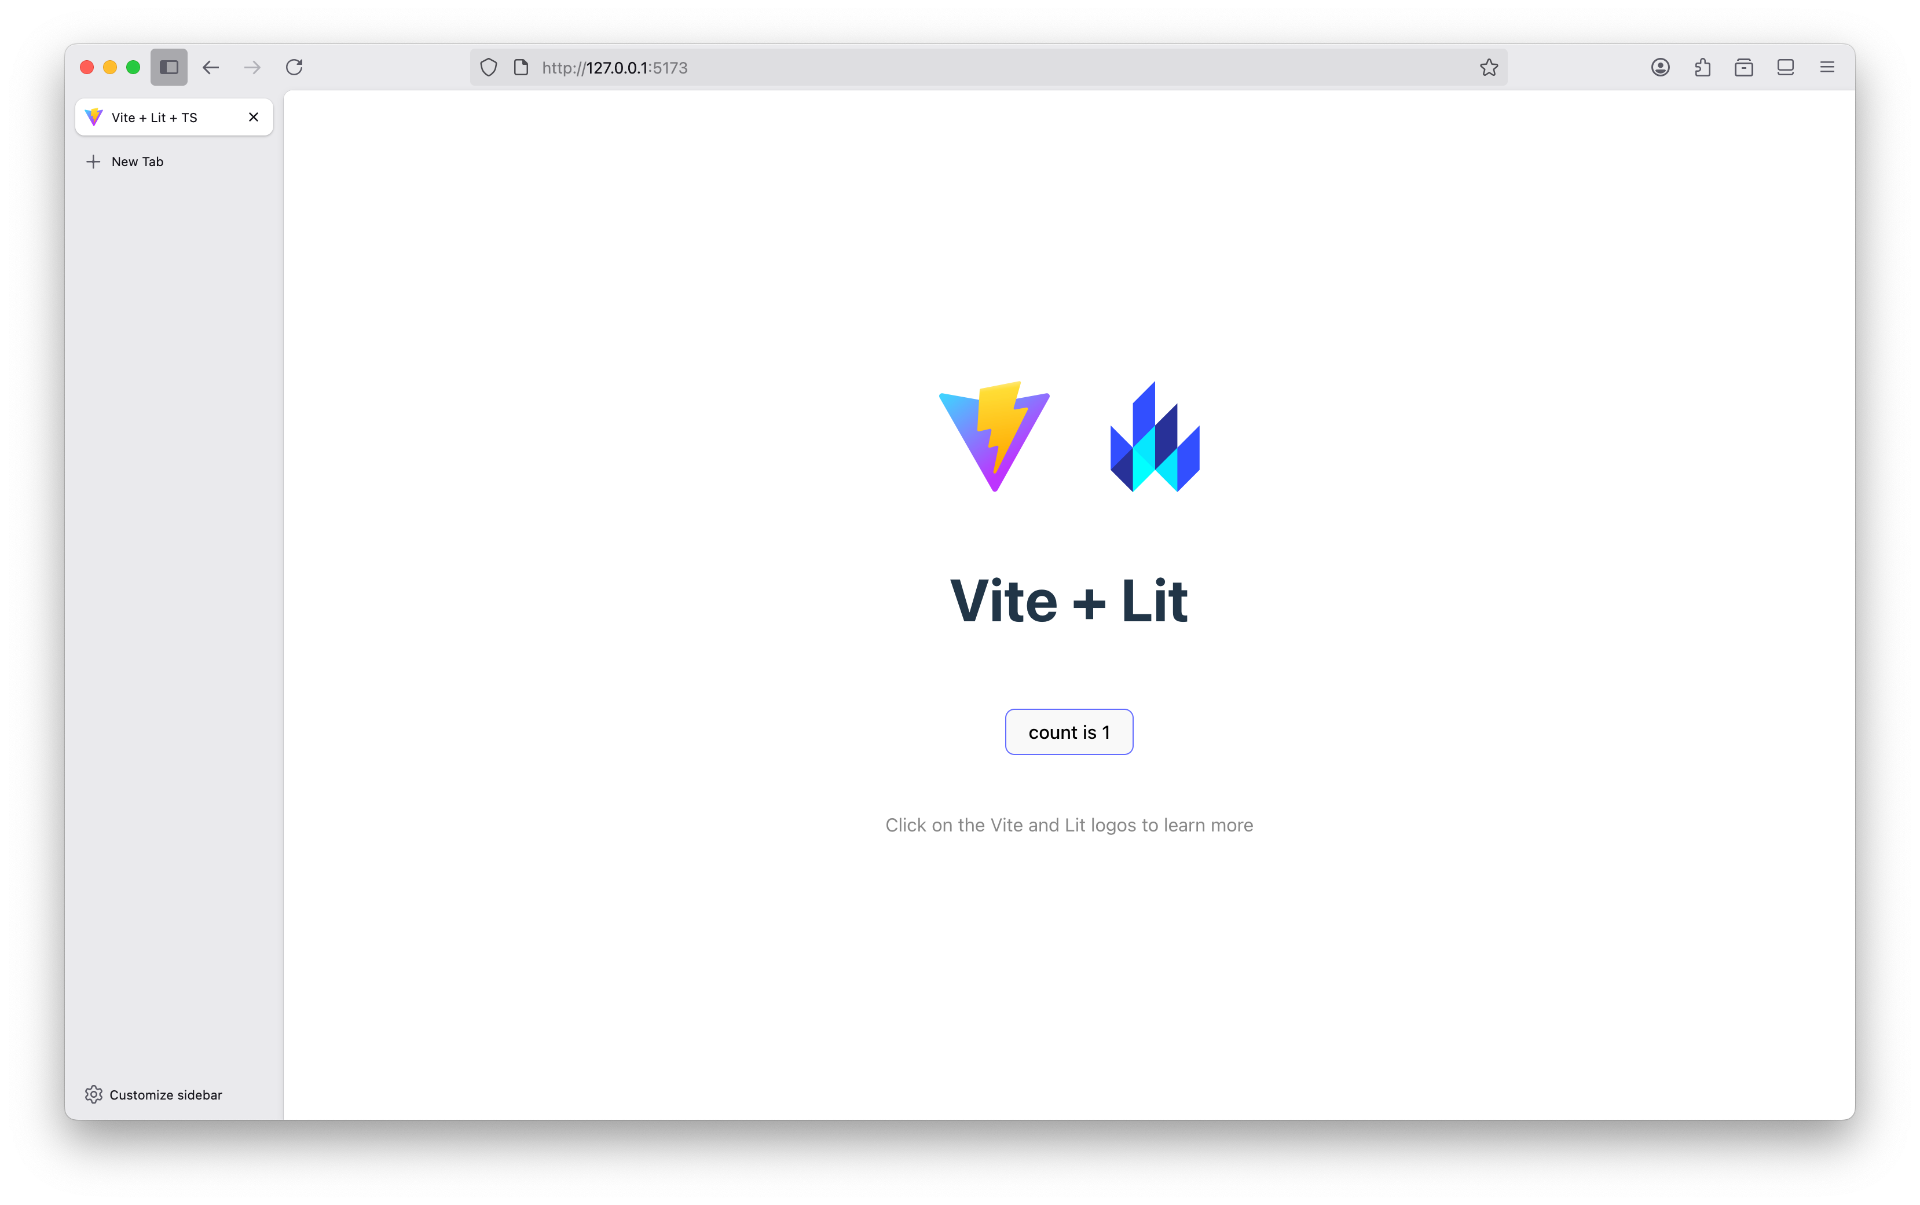 http://127.0.0.1:5173
Vite + Lit + TS
New Tab
Vite + Lit
count is 1
Click on the Vite and Lit logos to learn more
Customize sidebar